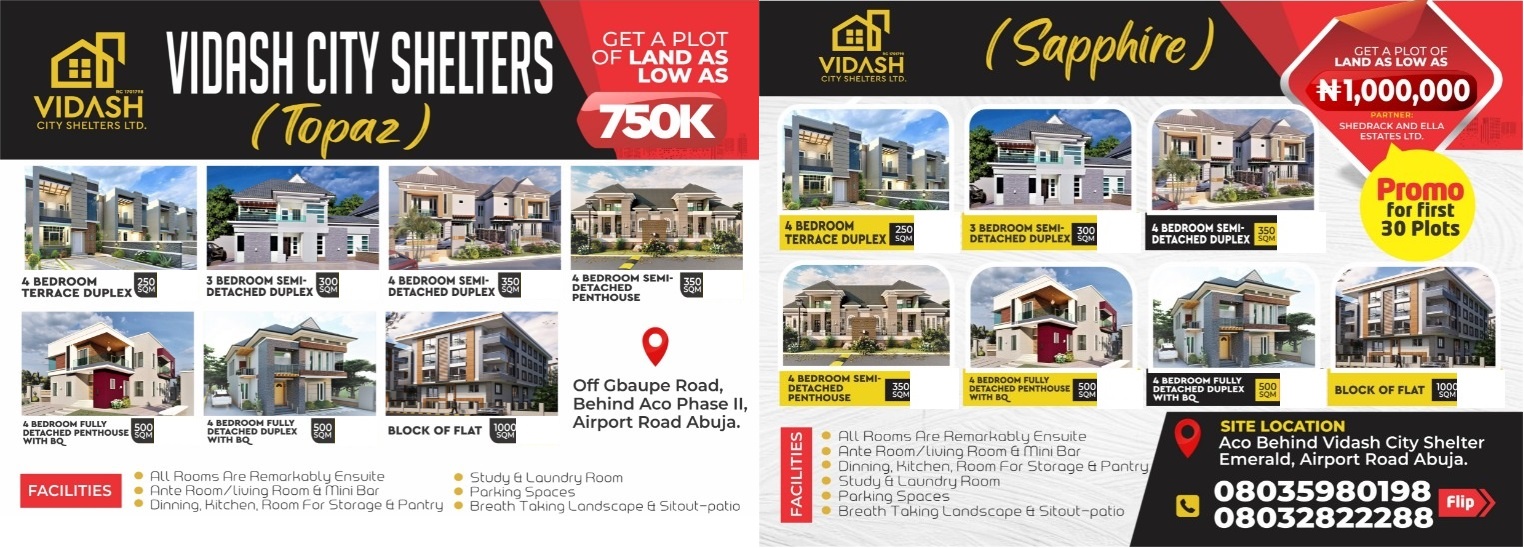 RC 1701798
VIDASH
CITY SHELTERS LTD.
VIDASH CITY SHELTERS
(Topaz)
GET A PLOT
OF LAND AS
LOW AS
750K
4 BEDROOM
TERRACE DUPLEX
250
SQM
3 BEDROOM SEMI-
DETACHED DUPLEX
300
SQM
4 BEDROOM SEMI-
DETACHED DUPLEX
350
SQM
4 BEDROOM SEMI-
DETACHED
PENTHOUSE
350
SQM
4 BEDROOM FULLY
DETACHED PENTHOUSE
WITH BQ
500
SQM
4 BEDROOM FULLY
DETACHED DUPLEX
WITH BQ
500
SQM
BLOCK OF FLAT
1000
SQM
Off Gbaupe Road,
Behind Aco Phase II,
Airport Road Abuja.
FACILITIES
All Rooms Are Remarkably Ensuite
Ante Room/living Room & Mini Bar
Dinning, Kitchen, Room For Storage & Pantry
Study & Laundry Room
Parking Spaces
Breath Taking Landscape & Sitout-patio
VIDASH
CITY SHELTERS LTD.
(Sapphire)
GET A PLOT OF
LAND AS LOW AS
₦1,000,000
PARTNER:
SHEDRACK AND ELLA
ESTATES LTD.
Promo
for first
30 Plots
4 BEDROOM
TERRACE DUPLEX
250
SQM
3 BEDROOM SEMI-
DETACHED DUPLEX
300
SQM
4 BEDROOM SEMI-
DETACHED DUPLEX
350
SQM
4 BEDROOM SEMI-
DETACHED
PENTHOUSE
350
SQM
4 BEDROOM FULLY
DETACHED PENTHOUSE
WITH BQ
500
SQM
4 BEDROOM FULLY
DETACHED DUPLEX
WITH BQ
500
SQM
BLOCK OF FLAT
1000
SQM
FACILITIES
All Rooms Are Remarkably Ensuite
Ante Room/living Room & Mini Bar
Dinning, Kitchen, Room For Storage & Pantry
Study & Laundry Room
Parking Spaces
Breath Taking Landscape & Sitout-patio
SITE LOCATION
Aco Behind Vidash City Shelter
Emerald, Airport Road Abuja.
08035980198
08032822288
Flip